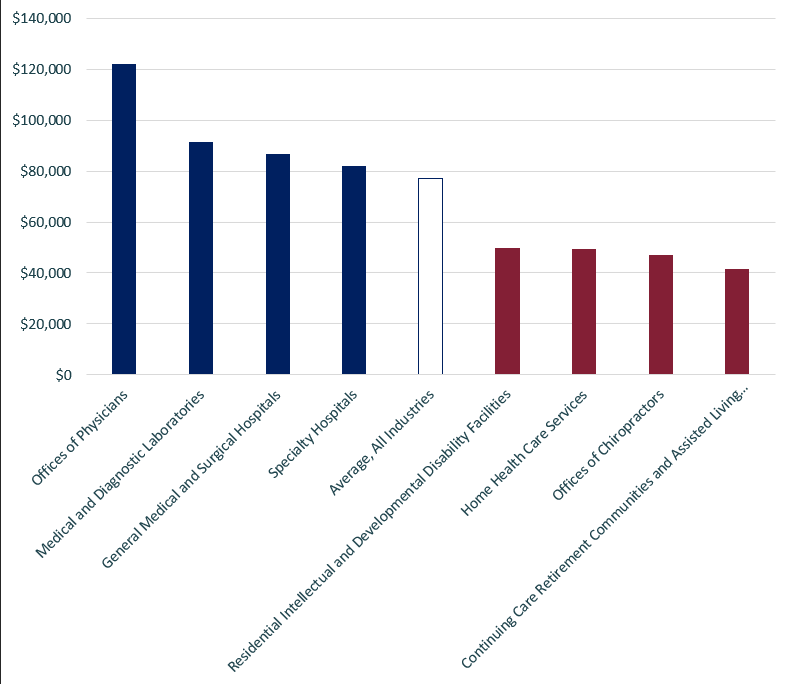 $140,000
$120,000
$100,000
$80,000
$60,000
$40,000
$20,000
$0
Offices of Physicians
Medical and Diagnostic Laboratories
General Medical and Surgical Hospitals
Specialty Hospitals
Average, All Industries
Residential Intellectual and Developmental Disability Facilities
Home Health Care Services
Offices of Chiropractors
Continuing Care Retirement Communities and Assisted Living...